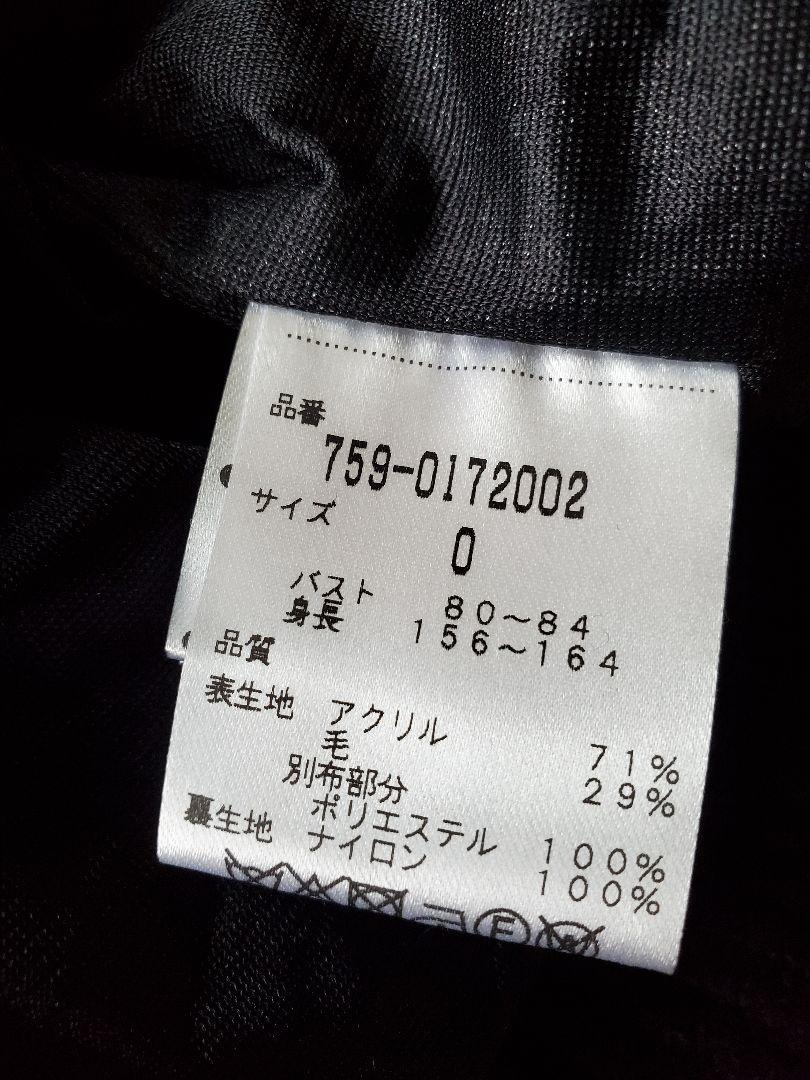 品番
759-0172002
サイズ
0
バスト 80～84
身長 156～164
品質
表生地 アクリル 71%
毛 29%
別布部分
ポリエステル 100%
裏生地 ナイロン 100%
F